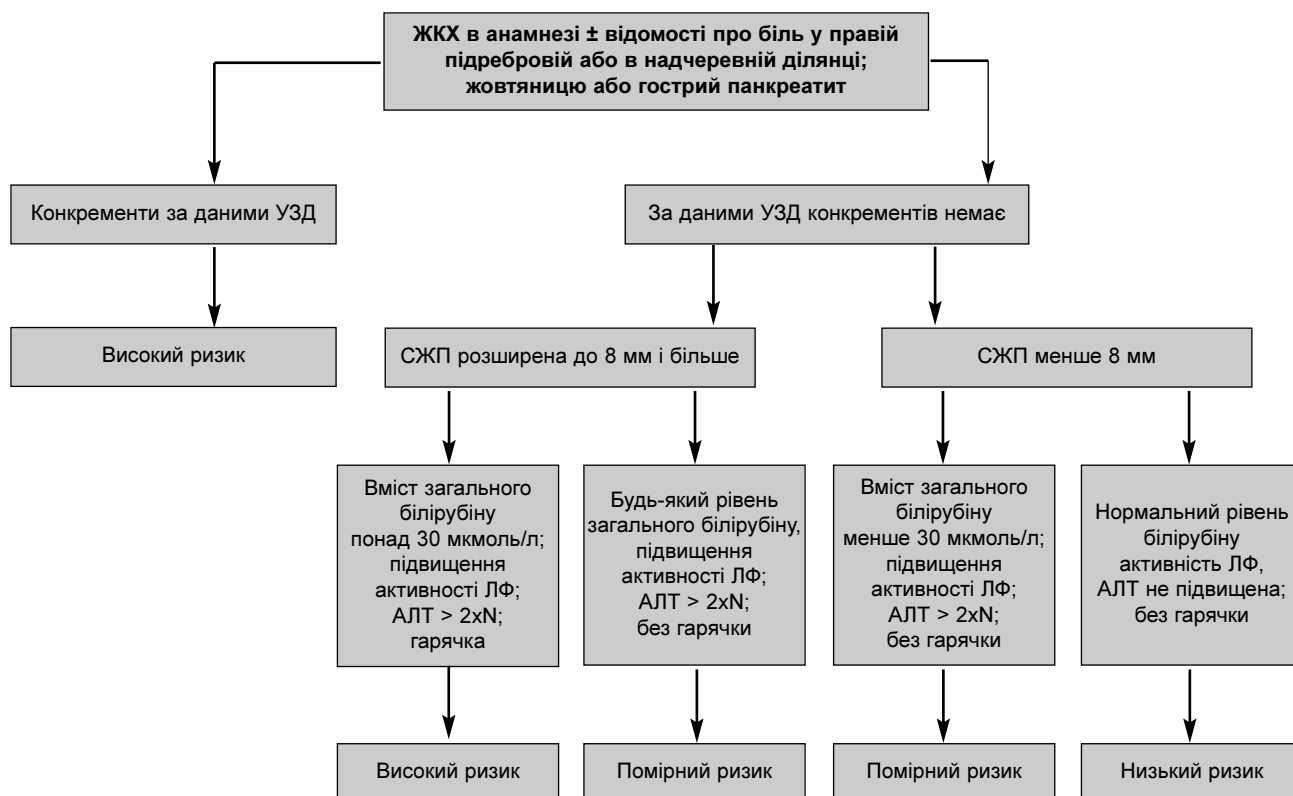 ЖКХ в анамнезі ± відомості про біль у правій
підребровій або в надчеревній ділянці;
жовтяницю або гострий панкреатит
Конкременти за даними УЗД
За даними УЗД конкрементів немає
Високий ризик
СЖП розширена до 8 мм і більше
СЖП менше 8 мм
Вміст загального
білірубіну
понад 30 мкмоль/л;
підвищення
активності ЛФ;
АЛТ > 2xN;
гарячка
Будь-який рівень
загального білірубіну,
підвищення
активності ЛФ;
АЛТ > 2xN;
без гарячки
Вміст загального
білірубіну
менше 30 мкмоль/л;
підвищення
активності ЛФ;
АЛТ > 2xN;
без гарячки
Нормальний рівень
білірубіну
активність ЛФ,
АЛТ не підвищена;
без гарячки
Високий ризик
Помірний ризик
Помірний ризик
Низький ризик